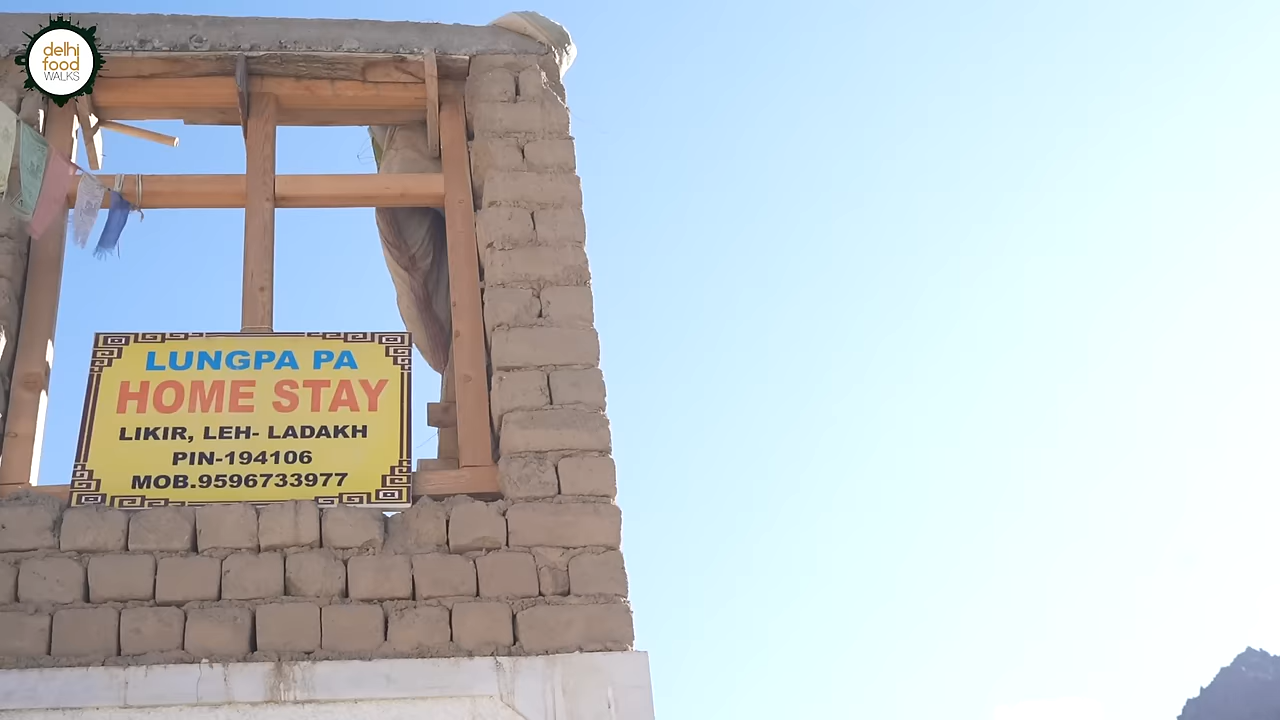 delhi
food
WALKS
LUNGPA PA
HOME STAY
LIKIR, LEH- LADAKH
PIN-194106
MOB.9596733977